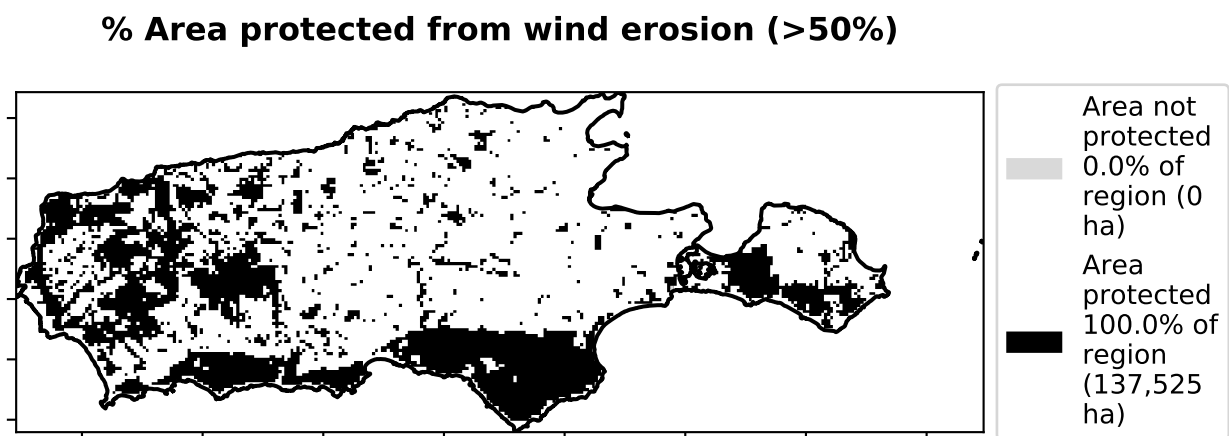 % Area protected from wind erosion (>50%)
Area not
protected
0.0% of
region (0
ha)
Area
protected
100.0% of
region
(137,525
ha)